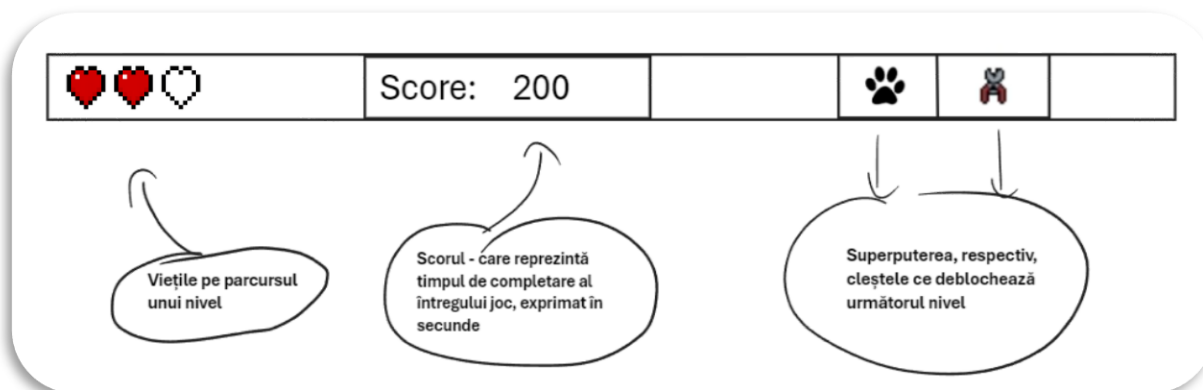 Score: 200
Viețile pe parcursul
unui nivel
Scorul - care reprezintă
timpul de completare al
întregului joc, exprimat în
secunde
Superputerea, respectiv,
cleștele ce deblochează
următorul nivel